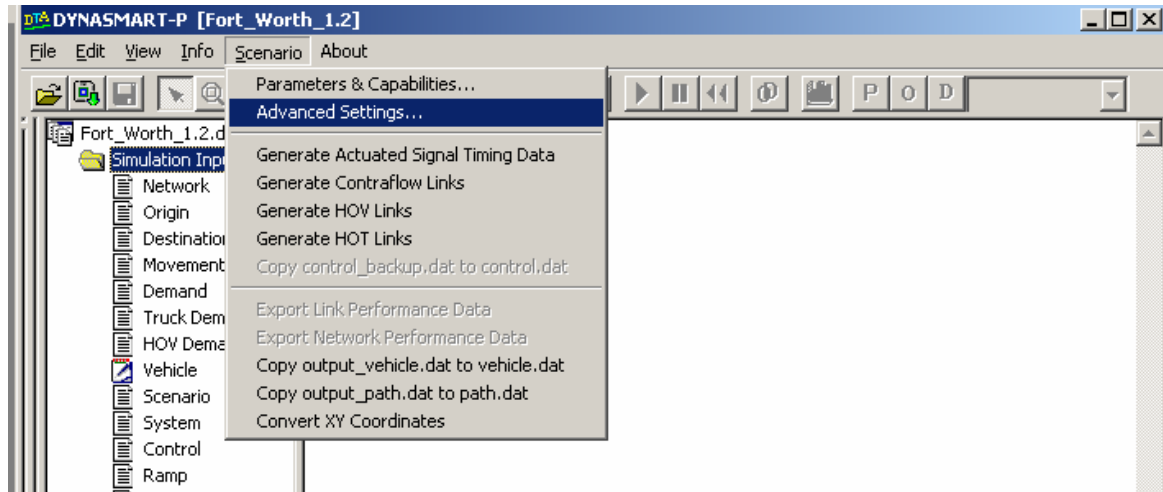 DTA DYNASMART-P [Fort_Worth_1.2]
File Edit View Info Scenario About
P O D
Parameters & Capabilities...
Advanced Settings...
Generate Actuated Signal Timing Data
Generate Contraflow Links
Generate HOV Links
Generate HOT Links
Copy control_backup.dat to control.dat
Export Link Performance Data
Export Network Performance Data
Copy output_vehicle.dat to vehicle.dat
Copy output_path.dat to path.dat
Convert XY Coordinates
Fort_Worth_1.2.d
Simulation Inp
Network
Origin
Destination
Movement
Demand
Truck Dem
HOV Dema
Vehicle
Scenario
System
Control
Ramp